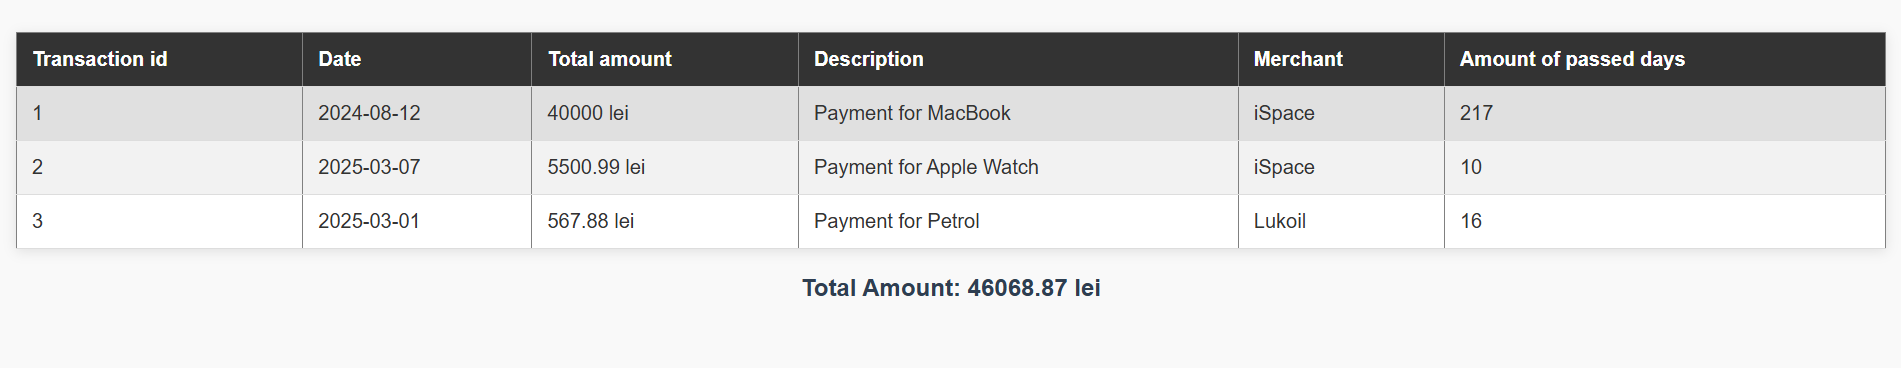 Transaction id Date Total amount Description Merchant Amount of passed days
1 2024-08-12 40000 lei Payment for MacBook iSpace 217
2 2025-03-07 5500.99 lei Payment for Apple Watch iSpace 10
3 2025-03-01 567.88 lei Payment for Petrol Lukoil 16
Total Amount: 46068.87 lei